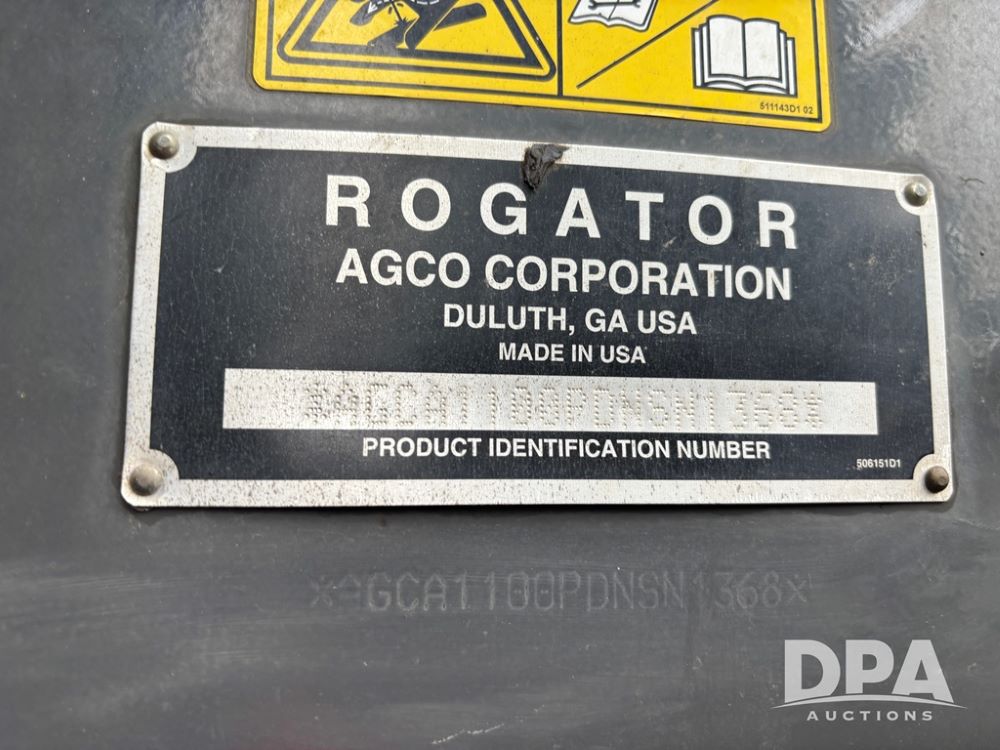 511143D1 02
ROGATOR
AGCO CORPORATION
DULUTH, GA USA
MADE IN USA
*AGCA1100PDNSN1368*
PRODUCT IDENTIFICATION NUMBER
506151D1
*AGCA1100PDNSN1368*
DPA
AUCTIONS